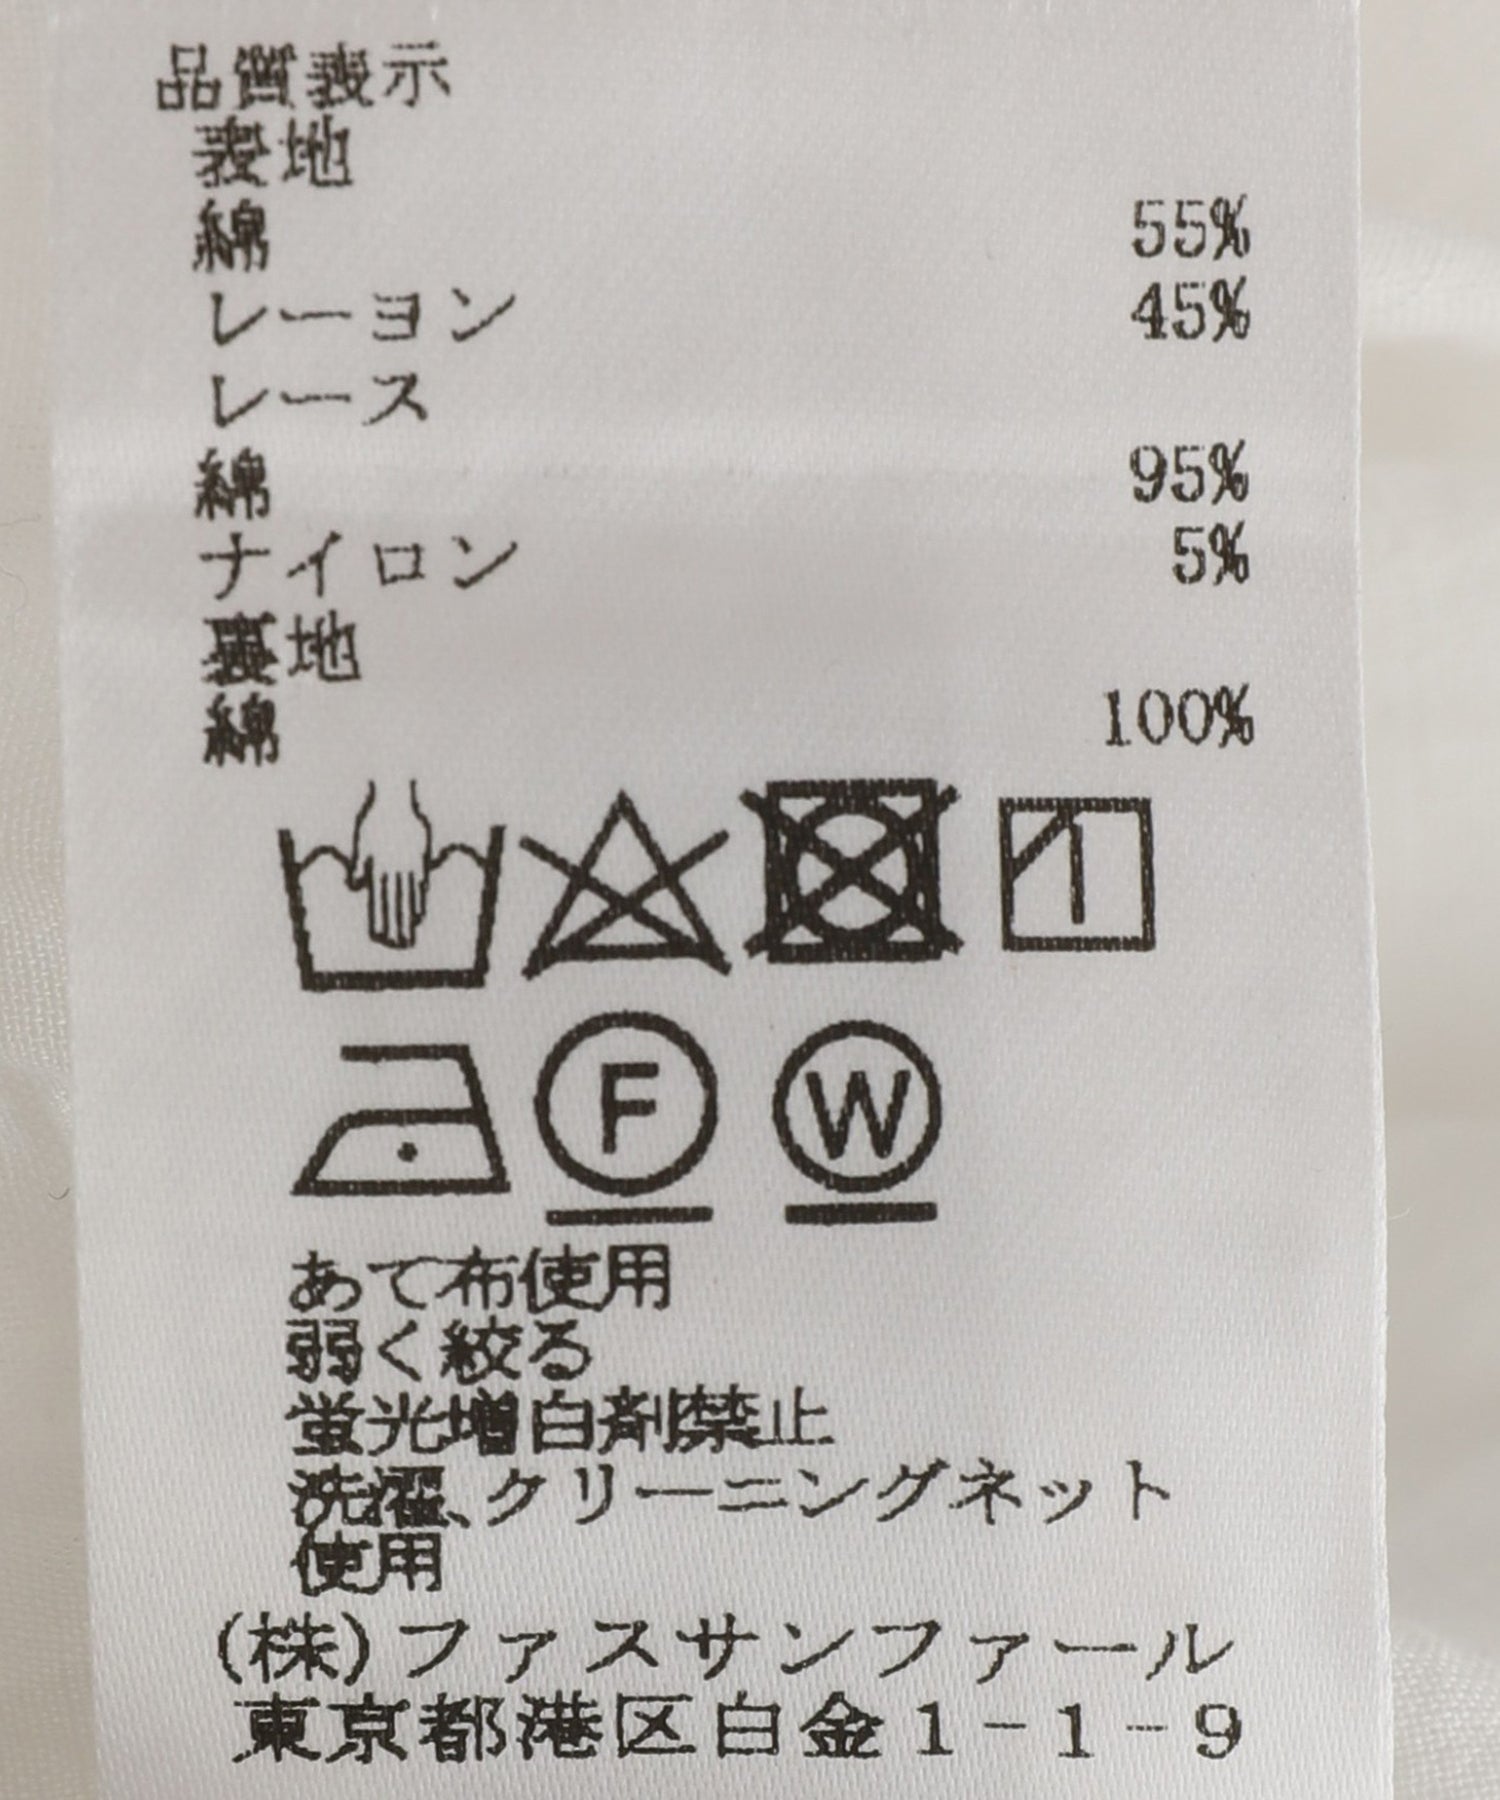 品質表示
表地
綿 55%
レーヨン 45%
レース
綿 95%
ナイロン 5%
裏地
綿 100%
F W
あて布使用
弱く絞る
蛍光増白剤禁止
洗濯、クリーニングネット
使用
(株)ファスサンファール
東京都港区白金1-1-9